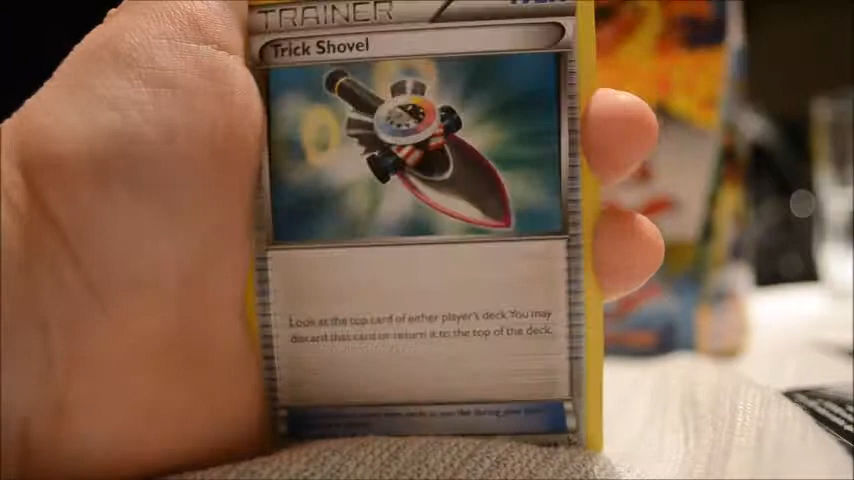 TRAINER
Trick Shovel
Look at the top card of either player's deck. You may
discard that card or return it to the top of the deck.